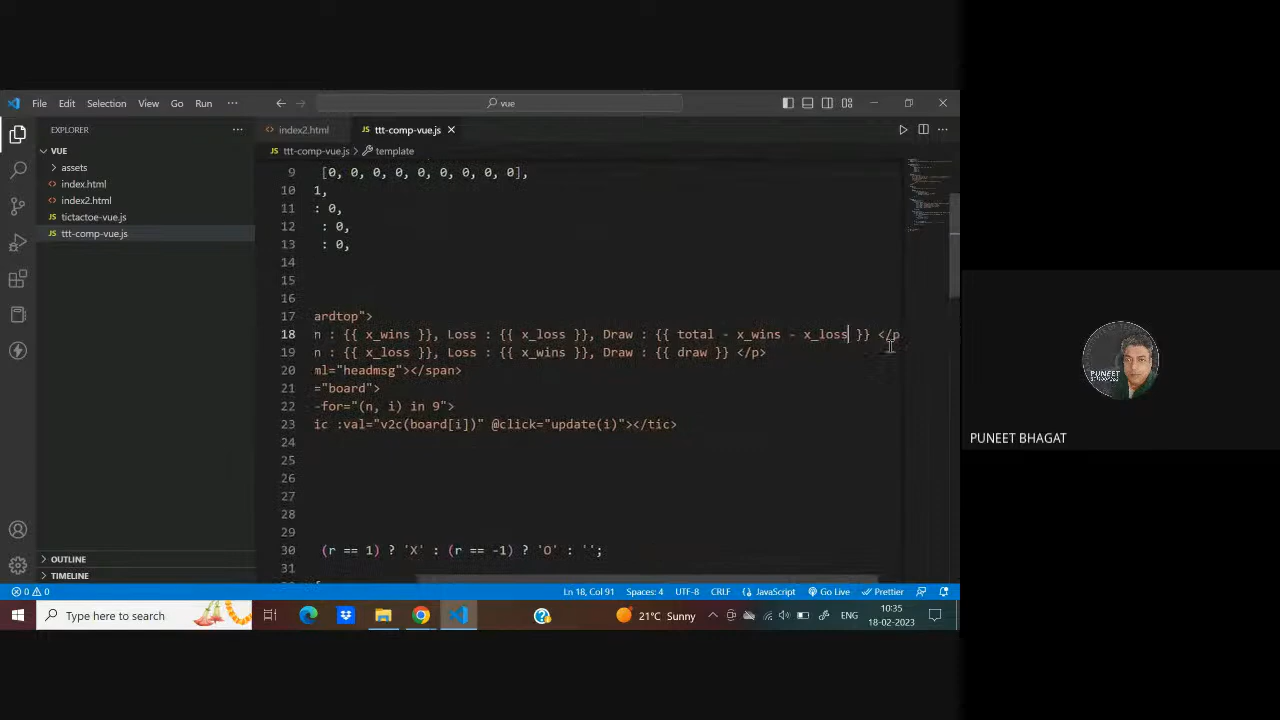 File Edit Selection View Go Run ··· vue
EXPLORER ···
index2.html
JS ttt-comp-vue.js
VUE
JS ttt-comp-vue.js > template
assets
index.html
index2.html
JS tictactoe-vue.js
JS ttt-comp-vue.js
9 [0, 0, 0, 0, 0, 0, 0, 0, 0],
10 1,
11 : 0,
12 : 0,
13 : 0,
14
15
16
17 ardtop">
18 n : {{ x_wins }}, Loss : {{ x_loss }}, Draw : {{ total - x_wins - x_loss }} </p
19 n : {{ x_loss }}, Loss : {{ x_wins }}, Draw : {{ draw }} </p>
20 ml="headmsg"></span>
21 ="board">
22 -for="(n, i) in 9">
23 ic :val="v2c(board[i])" @click="update(i)"></tic>
24
25
26
27
28
29
30 (r == 1) ? 'X' : (r == -1) ? 'O' : '';
31
OUTLINE
TIMELINE
0 0 Ln 18, Col 91 Spaces: 4 UTF-8 CRLF JavaScript Go Live Prettier
Type here to search 21°C Sunny ENG
10:35
18-02-2023
PUNEET
PUNEET BHAGAT